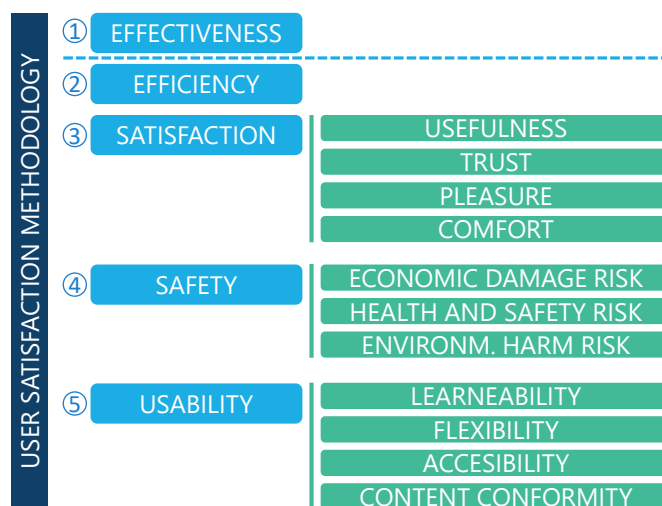 USER SATISFACTION METHODOLOGY
① EFFECTIVENESS
② EFFICIENCY
③ SATISFACTION
USEFULNESS
TRUST
PLEASURE
COMFORT
④ SAFETY
ECONOMIC DAMAGE RISK
HEALTH AND SAFETY RISK
ENVIRONM. HARM RISK
⑤ USABILITY
LEARNEABILITY
FLEXIBILITY
ACCESIBILITY
CONTENT CONFORMITY